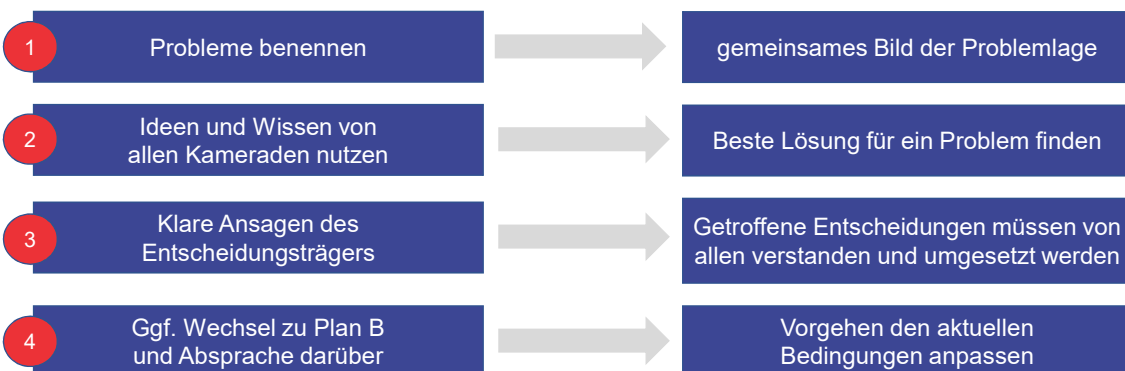 1
Probleme benennen
gemeinsames Bild der Problemlage
2
Ideen und Wissen von
allen Kameraden nutzen
Beste Lösung für ein Problem finden
3
Klare Ansagen des
Entscheidungsträgers
Getroffene Entscheidungen müssen von
allen verstanden und umgesetzt werden
4
Ggf. Wechsel zu Plan B
und Absprache darüber
Vorgehen den aktuellen
Bedingungen anpassen